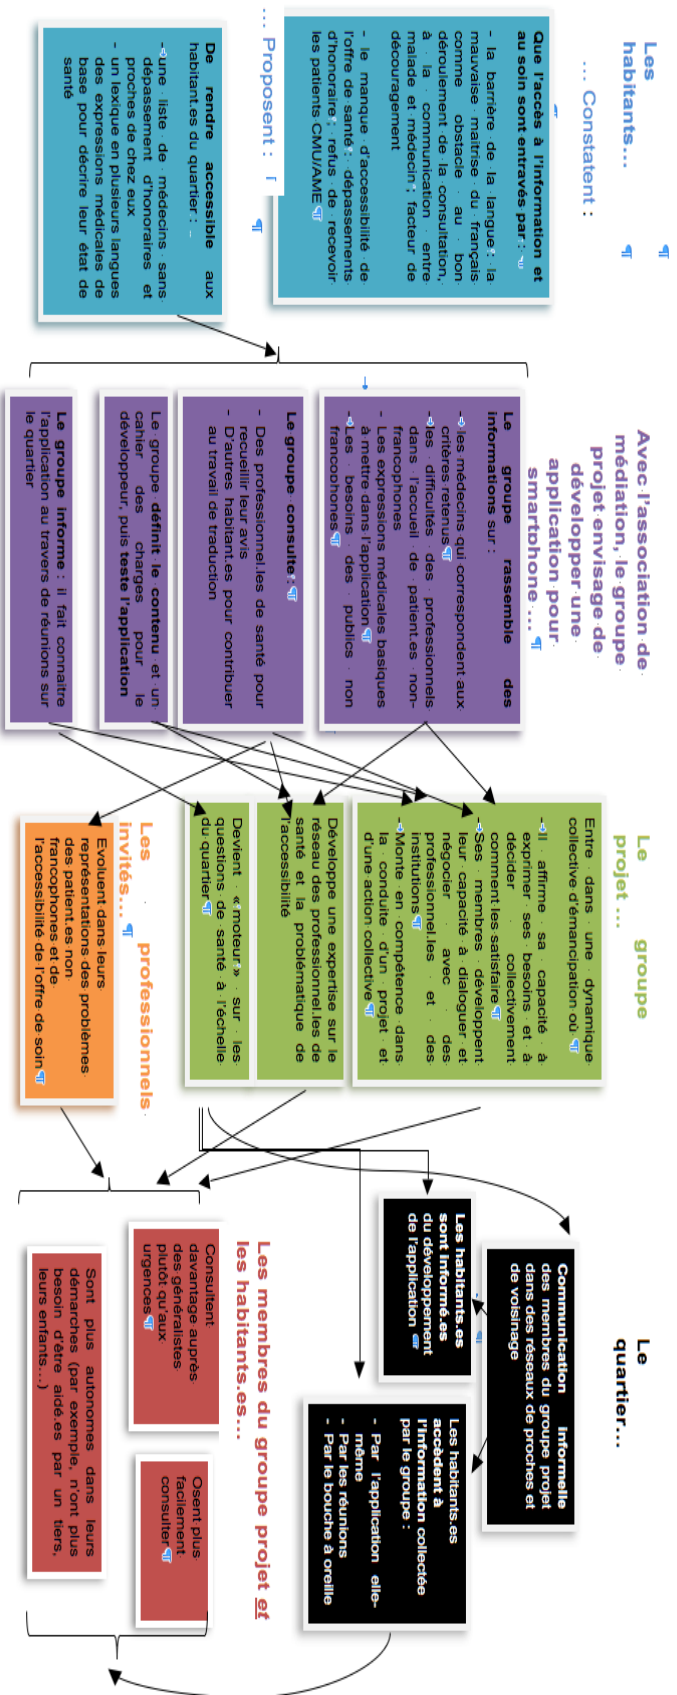 Les
habitants...
... Constatent :
Que l'accès à l'information et
au soin sont entravés par :
- la barrière de la langue : la
mauvaise maitrise du français
comme obstacle au bon
déroulement de la consultation,
à la communication entre
malade et médecin ; facteur de
découragement
- le manque d'accessibilité de
l'offre de santé : dépassements
d'honoraire ; refus de recevoir
les patients CMU/AME
... Proposent :
De rendre accessible aux
habitant.es du quartier :
- une liste de médecins sans
dépassement d'honoraires et
proches de chez eux
- un lexique en plusieurs langues
des expressions médicales de
base pour décrire leur état de
santé
Avec l'association de
médiation, le groupe
projet envisage de
développer une
application pour
smartphone ...
Le groupe rassemble des
informations sur :
- les médecins qui correspondent aux
critères retenus
- les difficultés des professionnels
dans l'accueil de patient.es non-
francophones
- Les expressions médicales basiques
à mettre dans l'application
- Les besoins des publics non
francophones
Le groupe consulte :
- Des professionnel.les de santé pour
recueillir leur avis
- D'autres habitant.es pour contribuer
au travail de traduction
Le groupe définit le contenu et un
cahier des charges pour le
développeur, puis teste l'application
Le groupe informe : il fait connaitre
l'application au travers de réunions sur
le quartier
Le groupe
projet ...
Entre dans une dynamique
collective d'émancipation où
- Il affirme sa capacité à
exprimer ses besoins et à
décider collectivement
comment les satisfaire
- Ses membres développent
leur capacité à dialoguer et
négocier avec des
professionnel.les et des
institutions
- Monte en compétence dans
la conduite d'un projet et
d'une action collective
Développe une expertise sur le
réseau des professionnel.les de
santé et la problématique de
l'accessibilité
Devient « moteur » sur les
questions de santé à l'échelle
du quartier
Les professionnels
invités...
Evoluent dans leurs
représentations des problèmes
des patient.es non
francophones et de
l'accessibilité de l'offre de soin
Le
quartier...
Communication informelle
des membres du groupe projet
dans des réseaux de proches et
de voisinage
Les habitants.es
sont informé.es
du développement
de l'application
Les habitants.es
accèdent à
l'information collectée
par le groupe :
- Par l'application elle-
même
- Par les réunions
- Par le bouche à oreille
Les membres du groupe projet et
les habitants.es...
Consultent
davantage auprès
des généralistes
plutôt qu'aux
urgences
Osent plus
facilement
consulter
Sont plus autonomes dans leurs
démarches (par exemple, n'ont plus
besoin d'être aidé.es par un tiers,
leurs enfants....)